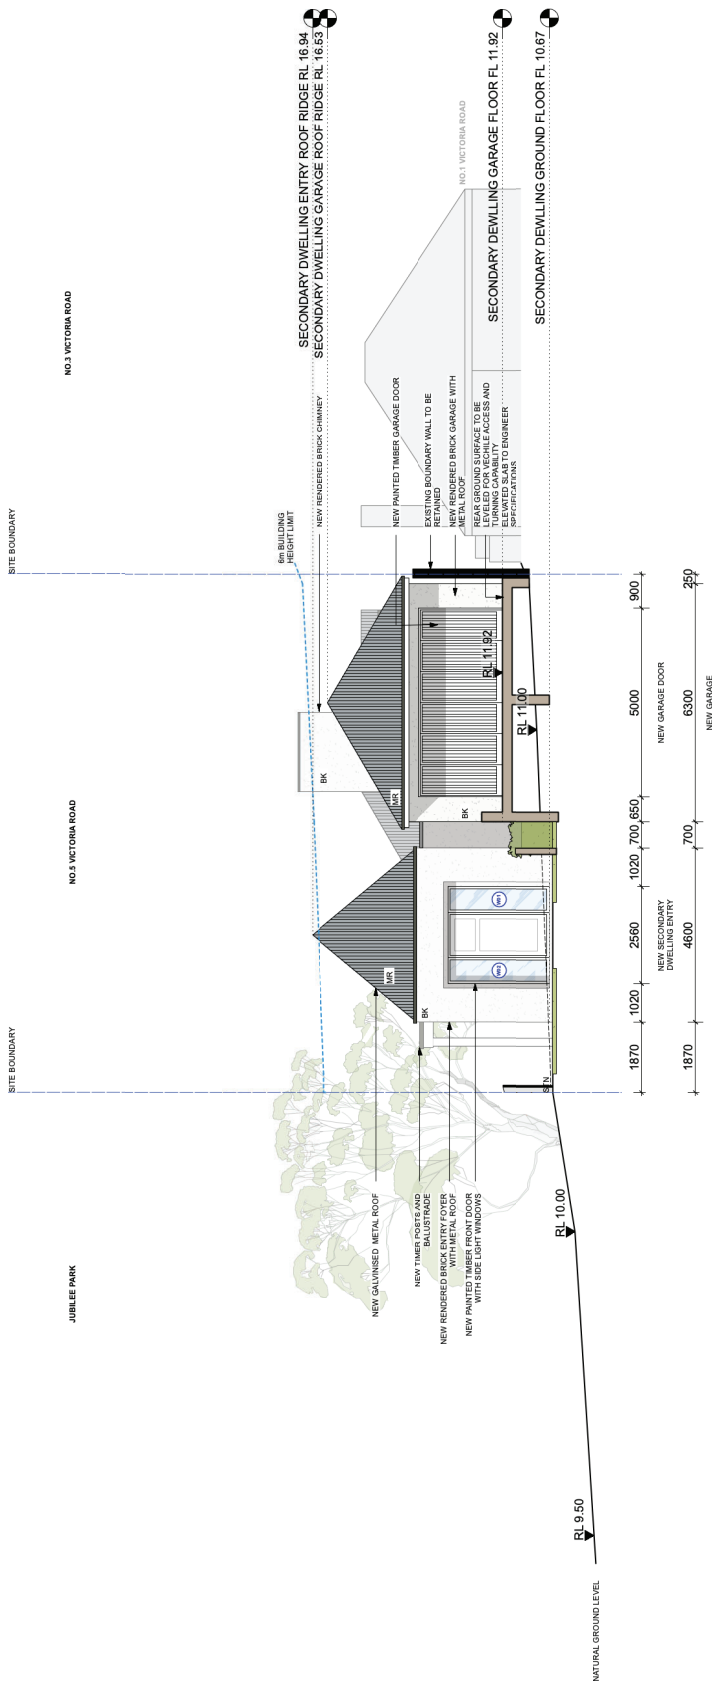 SECONDARY DWELLING ENTRY ROOF RIDGE RL 16.94
SECONDARY DWELLING GARAGE ROOF RIDGE RL 16.53
SECONDARY DEWLLING GARAGE FLOOR FL 11.92
SECONDARY DEWLLING GROUND FLOOR FL 10.67
JUBILEE PARK
NO.5 VICTORIA ROAD
NO.3 VICTORIA ROAD
NO.1 VICTORIA ROAD
SITE BOUNDARY
SITE BOUNDARY
6m BUILDING
HEIGHT LIMIT
NEW RENDERED BRICK CHIMNEY
NEW PAINTED TIMBER GARAGE DOOR
EXISTING BOUNDARY WALL TO BE
RETAINED
NEW RENDERED BRICK GARAGE WITH
METAL ROOF
REAR GROUND SURFACE TO BE
LEVELED FOR VECHILE ACCESS AND
TURNING CAPABILITY
ELEVATED SLAB TO ENGINEER
SPECIFICATIONS
NEW GALVINISED METAL ROOF
NEW TIMER POSTS AND
BALUSTRADE
NEW RENDERED BRICK ENTRY FOYER
WITH METAL ROOF
NEW PAINTED TIMBER FRONT DOOR
WITH SIDE LIGHT WINDOWS
BK
MR
BK
MR
BK
W02
W01
STN
RL 11.92
RL 11.00
RL 10.00
RL 9.50
NATURAL GROUND LEVEL
1870
1020
2560
1020
700
650
5000
900
NEW SECONDARY
DWELLING ENTRY
NEW GARAGE DOOR
1870
4600
700
6300
250
NEW GARAGE